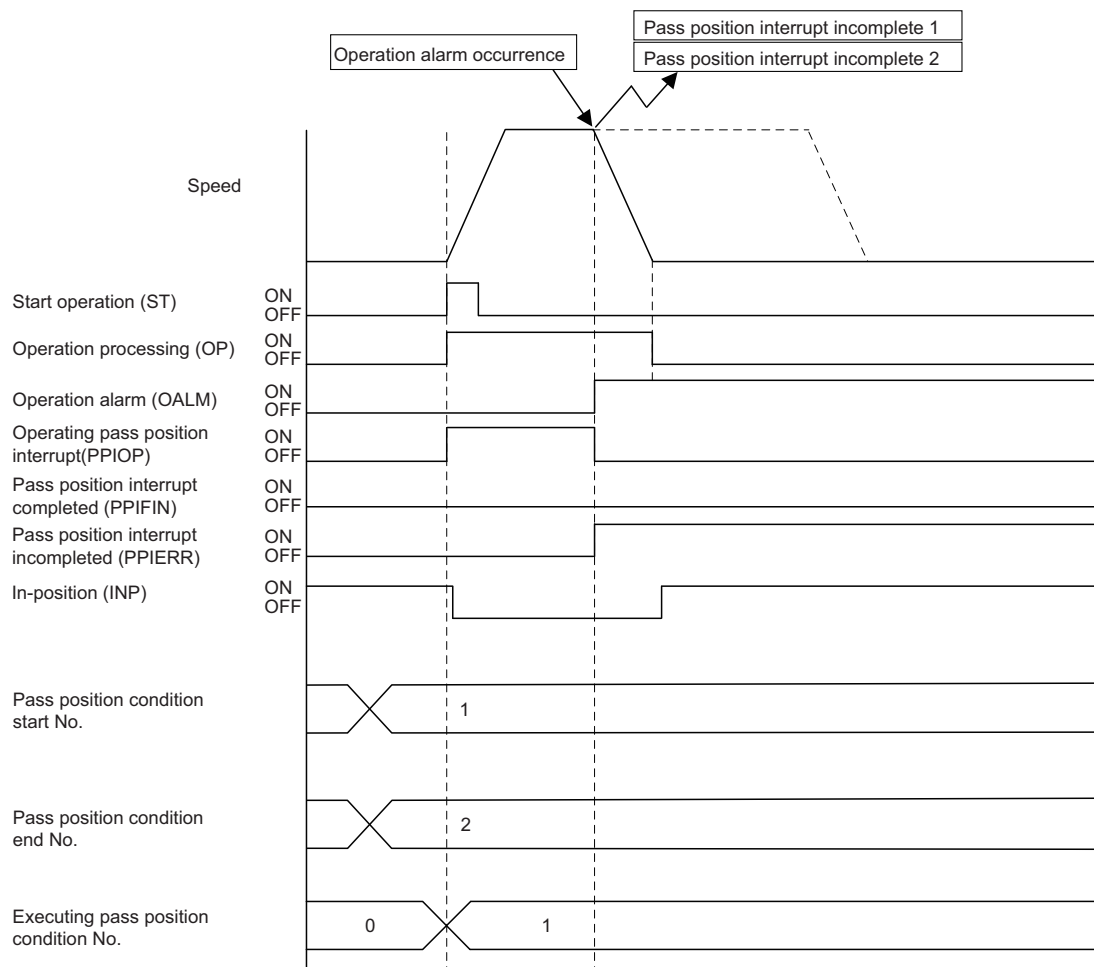 Pass position interrupt incomplete 1
Operation alarm occurrence
Pass position interrupt incomplete 2
Speed
Start operation (ST)
ON
OFF
Operation processing (OP)
ON
OFF
Operation alarm (OALM)
ON
OFF
Operating pass position
interrupt(PPIOP)
ON
OFF
Pass position interrupt
completed (PPIFIN)
ON
OFF
Pass position interrupt
incompleted (PPIERR)
ON
OFF
In-position (INP)
ON
OFF
Pass position condition
start No.
1
Pass position condition
end No.
2
Executing pass position
condition No.
0
1